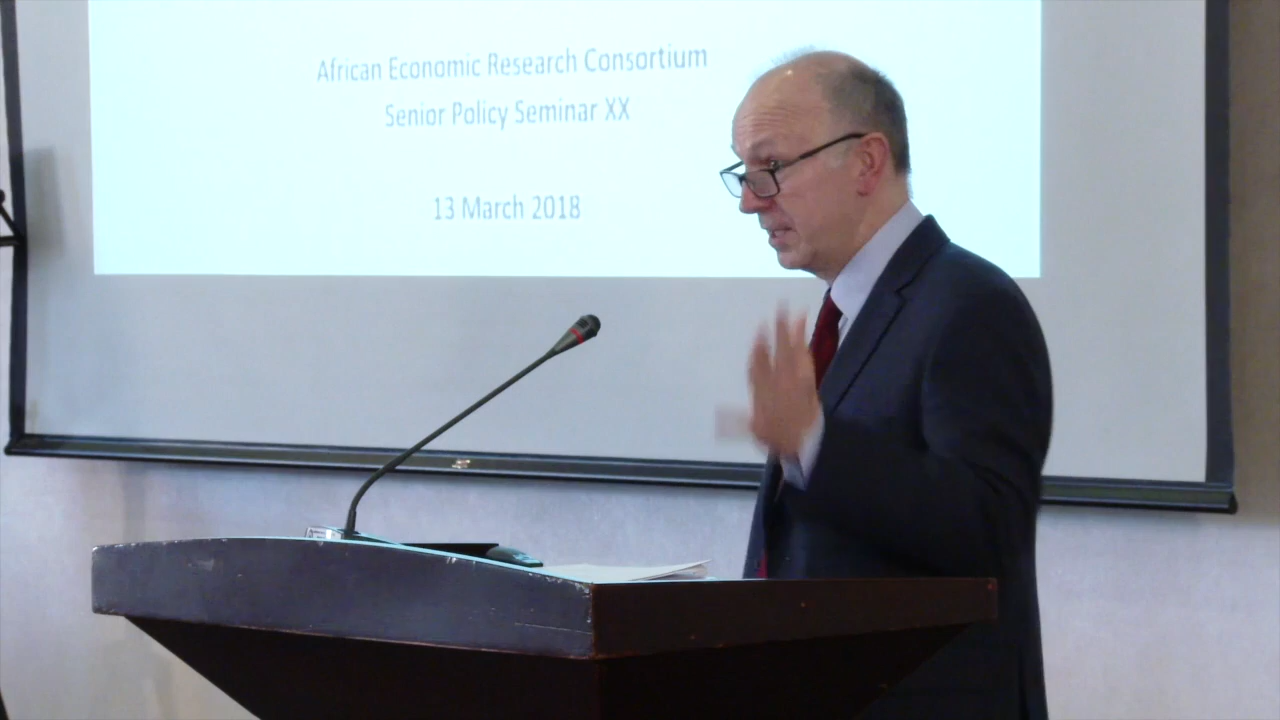 African Economic Research Consortium
Senior Policy Seminar XX
13 March 2018